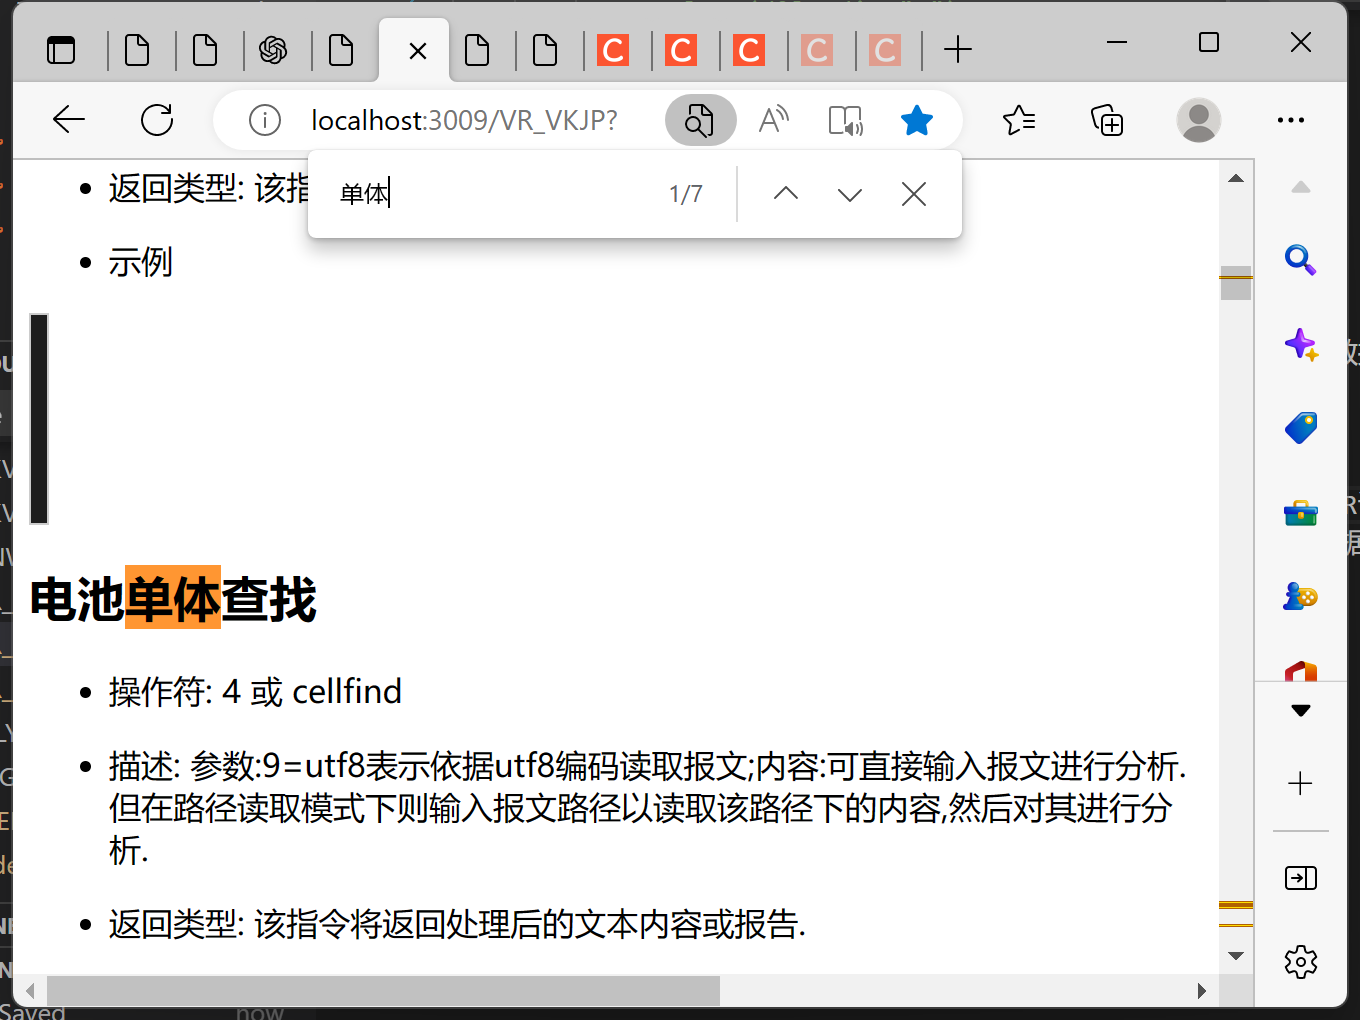 localhost:3009/VR_VKJP?
返回类型: 该指
单体
1/7
示例
电池单体查找
操作符: 4 或 cellfind
描述: 参数:9=utf8表示依据utf8编码读取报文;内容:可直接输入报文进行分析.
但在路径读取模式下则输入报文路径以读取该路径下的内容,然后对其进行分
析.
返回类型: 该指令将返回处理后的文本内容或报告.